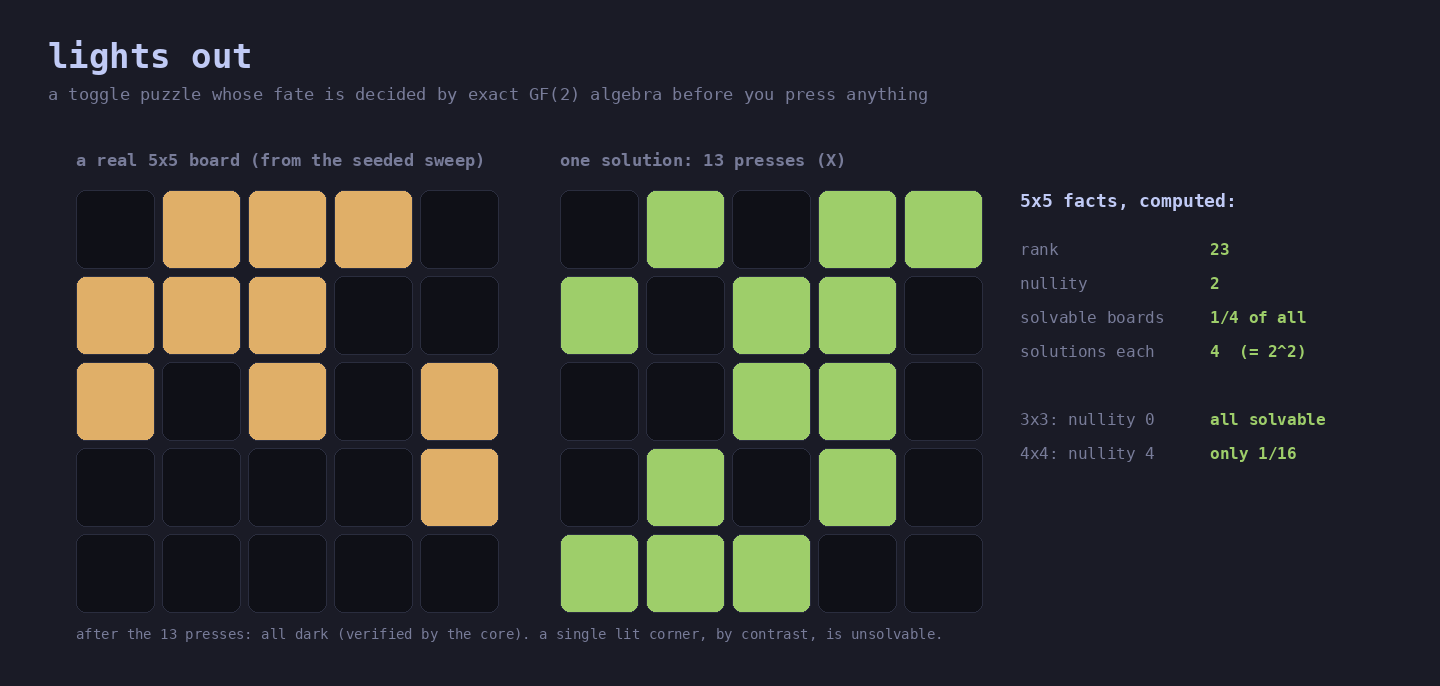 lights out
a toggle puzzle whose fate is decided by exact GF(2) algebra before you press anything
a real 5x5 board (from the seeded sweep)
one solution: 13 presses (X)
5x5 facts, computed:
rank 23
nullity 2
solvable boards 1/4 of all
solutions each 4 (= 2^2)
3x3: nullity 0 all solvable
4x4: nullity 4 only 1/16
after the 13 presses: all dark (verified by the core). a single lit corner, by contrast, is unsolvable.